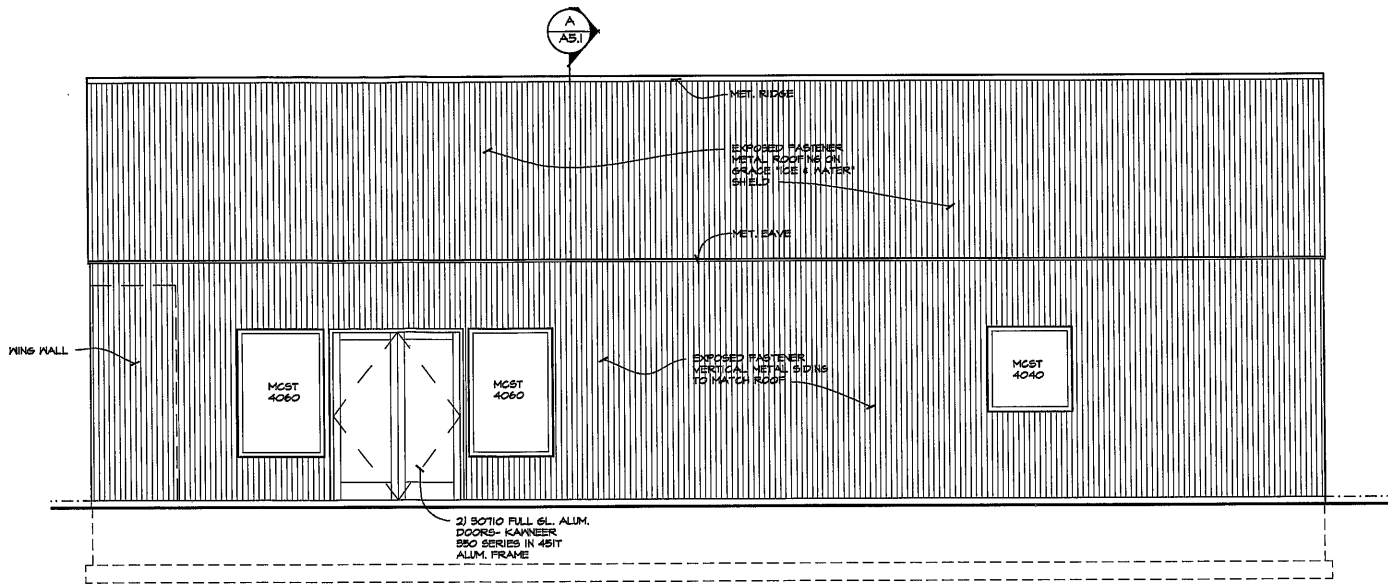 A
A5.1
MET. RIDGE
EXPOSED FASTENER
METAL ROOFING ON
GRACE "ICE & WATER"
SHIELD
MET. EAVE
WING WALL
MCST
4060
MCST
4060
EXPOSED FASTENER
VERTICAL METAL SIDING
TO MATCH ROOF
MCST
4040
2) 30710 FULL GL. ALUM.
DOORS- KAWNEER
350 SERIES IN 451T
ALUM. FRAME